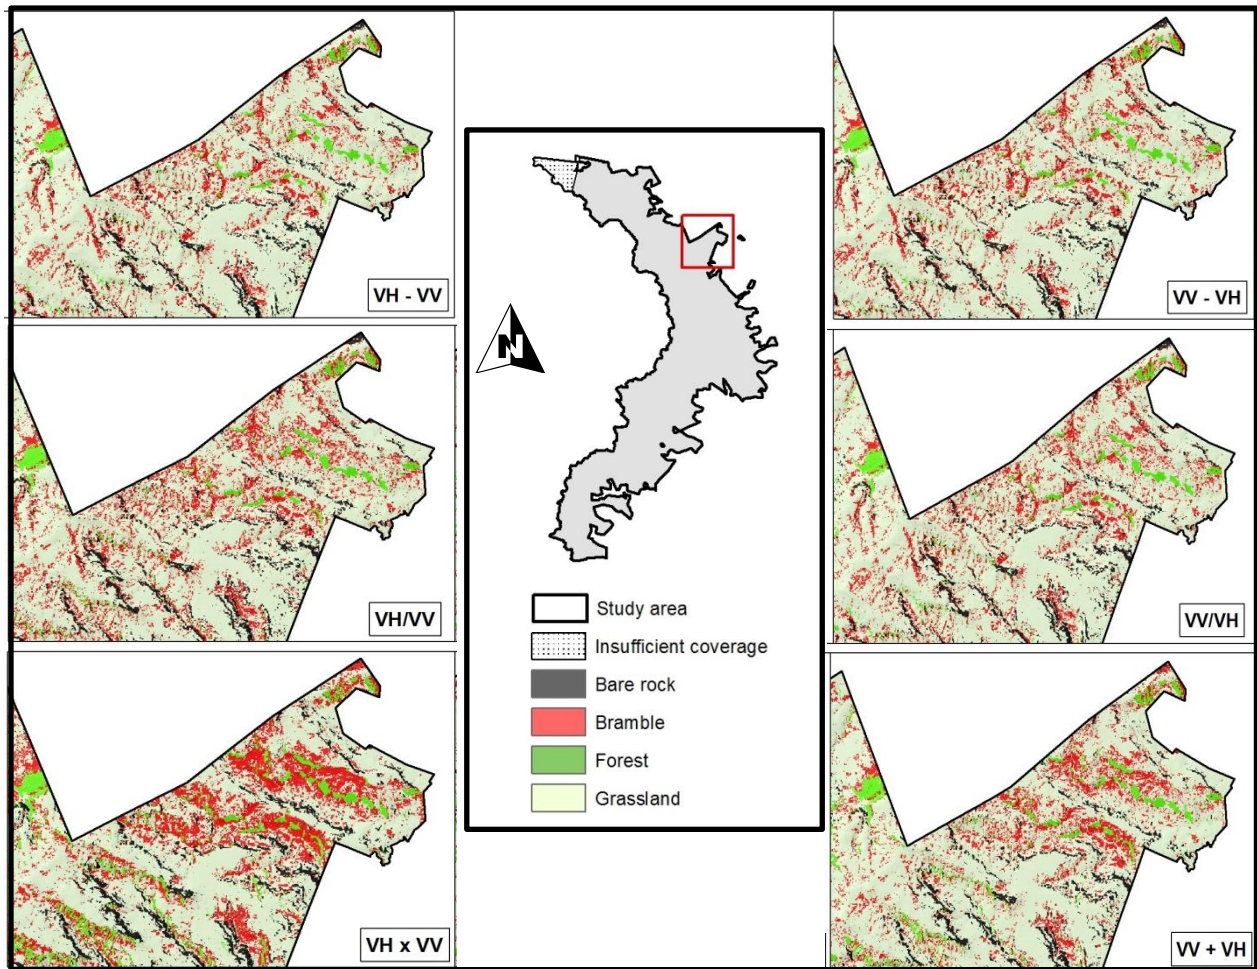 VH - VV
VV - VH
N
VH/VV
VV/VH
Study area
Insufficient coverage
Bare rock
Bramble
Forest
Grassland
VH x VV
VV + VH